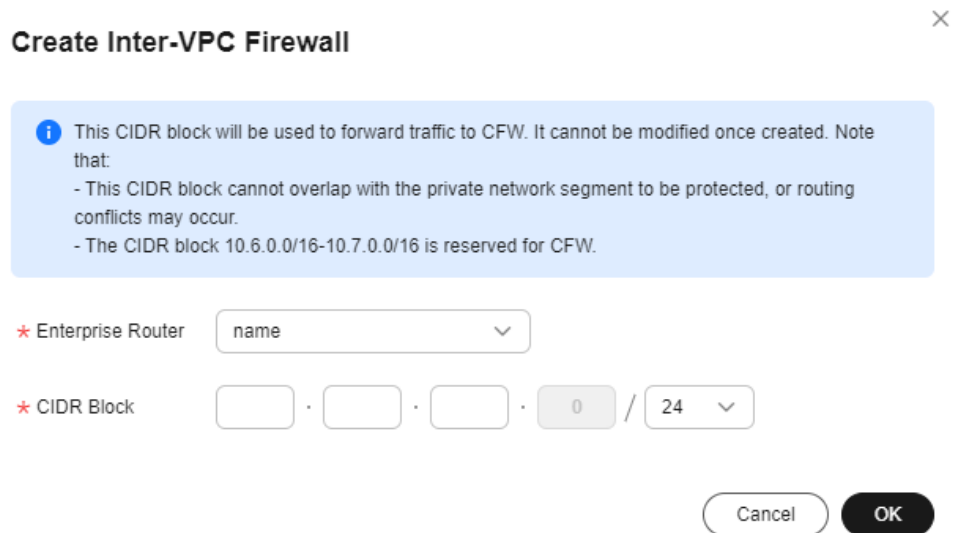 Create Inter-VPC Firewall
This CIDR block will be used to forward traffic to CFW. It cannot be modified once created. Note
that:
- This CIDR block cannot overlap with the private network segment to be protected, or routing
conflicts may occur.
- The CIDR block 10.6.0.0/16-10.7.0.0/16 is reserved for CFW.
* Enterprise Router name
* CIDR Block . . . 0 / 24
Cancel OK